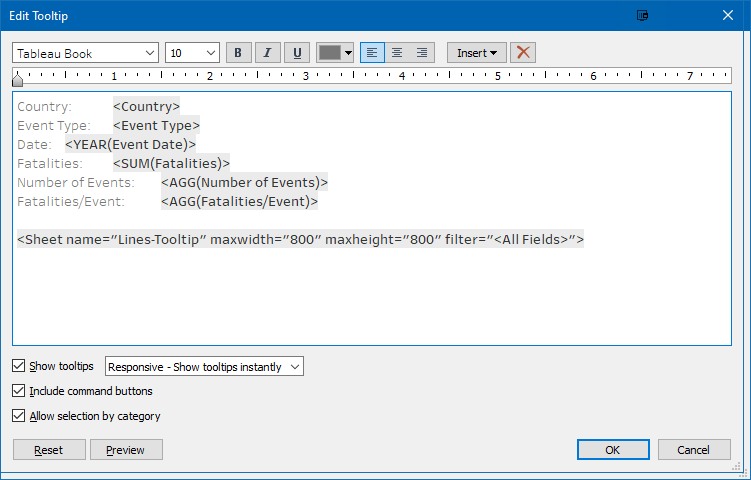 Edit Tooltip
Tableau Book 10 B I U Insert
1 2 3 4 5 6 7
Country: <Country>
Event Type: <Event Type>
Date: <YEAR(Event Date)>
Fatalities: <SUM(Fatalities)>
Number of Events: <AGG(Number of Events)>
Fatalities/Event: <AGG(Fatalities/Event)>
<Sheet name="Lines-Tooltip" maxwidth="800" maxheight="800" filter="<All Fields>">
Show tooltips Responsive - Show tooltips instantly
Include command buttons
Allow selection by category
Reset Preview OK Cancel